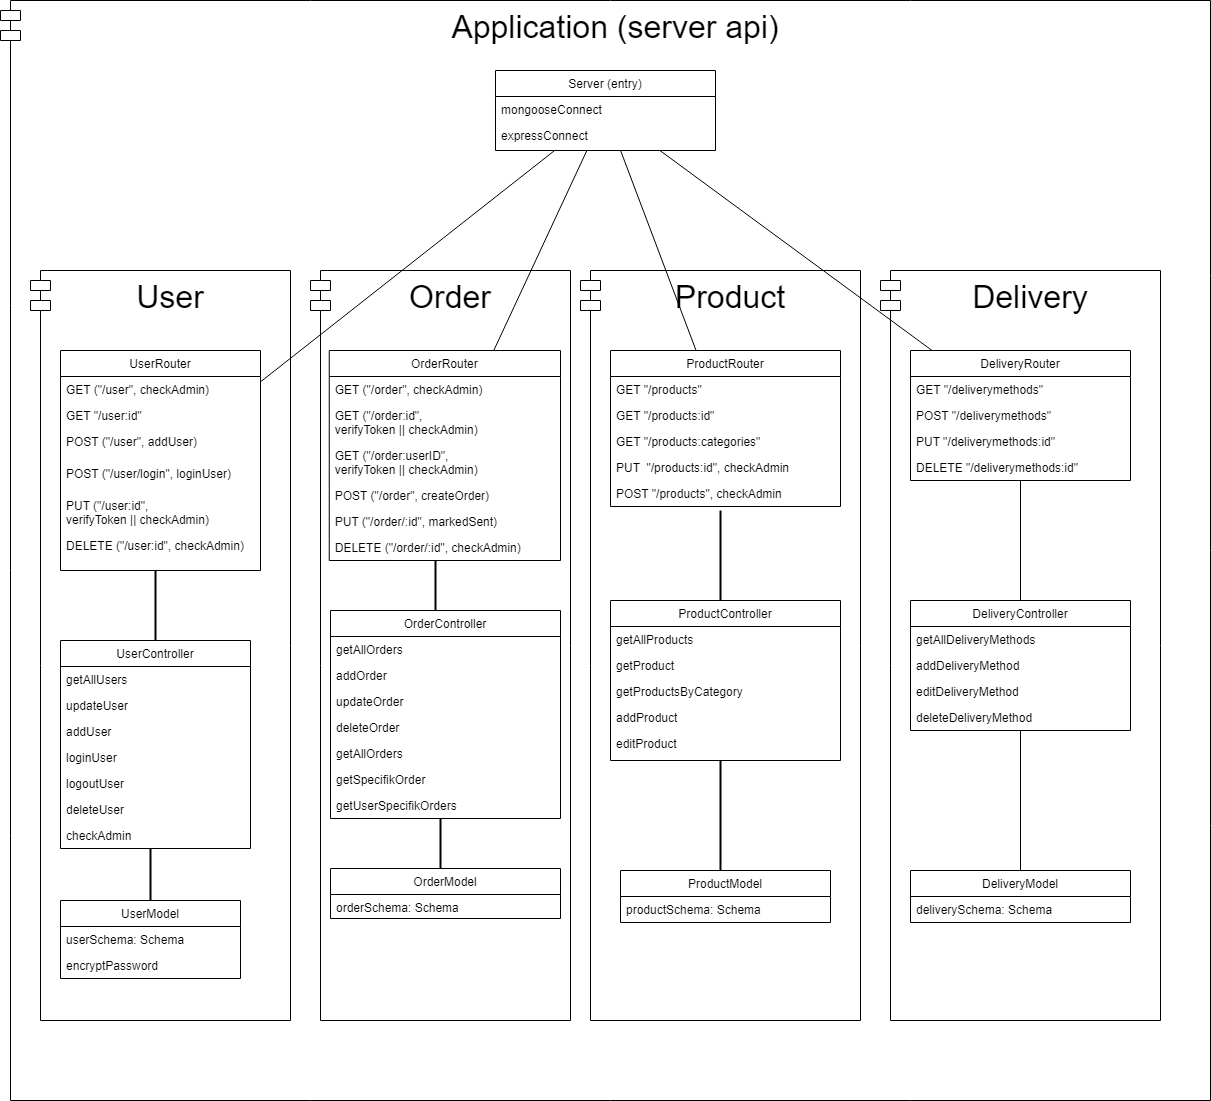 Application (server api)
Server (entry)
mongooseConnect
expressConnect
User
UserRouter
GET ("/user", checkAdmin)
GET "/user:id"
POST ("/user", addUser)
POST ("/user/login", loginUser)
PUT ("/user:id",
verifyToken || checkAdmin)
DELETE ("/user:id", checkAdmin)
UserController
getAllUsers
updateUser
addUser
loginUser
logoutUser
deleteUser
checkAdmin
UserModel
userSchema: Schema
encryptPassword
Order
OrderRouter
GET ("/order", checkAdmin)
GET ("/order:id",
verifyToken || checkAdmin)
GET ("/order:userID",
verifyToken || checkAdmin)
POST ("/order", createOrder)
PUT ("/order/:id", markedSent)
DELETE ("/order/:id", checkAdmin)
OrderController
getAllOrders
addOrder
updateOrder
deleteOrder
getAllOrders
getSpecifikOrder
getUserSpecifikOrders
OrderModel
orderSchema: Schema
Product
ProductRouter
GET "/products"
GET "/products:id"
GET "/products:categories"
PUT  "/products:id", checkAdmin
POST "/products", checkAdmin
ProductController
getAllProducts
getProduct
getProductsByCategory
addProduct
editProduct
ProductModel
productSchema: Schema
Delivery
DeliveryRouter
GET "/deliverymethods"
POST "/deliverymethods"
PUT "/deliverymethods:id"
DELETE "/deliverymethods:id"
DeliveryController
getAllDeliveryMethods
addDeliveryMethod
editDeliveryMethod
deleteDeliveryMethod
DeliveryModel
deliverySchema: Schema